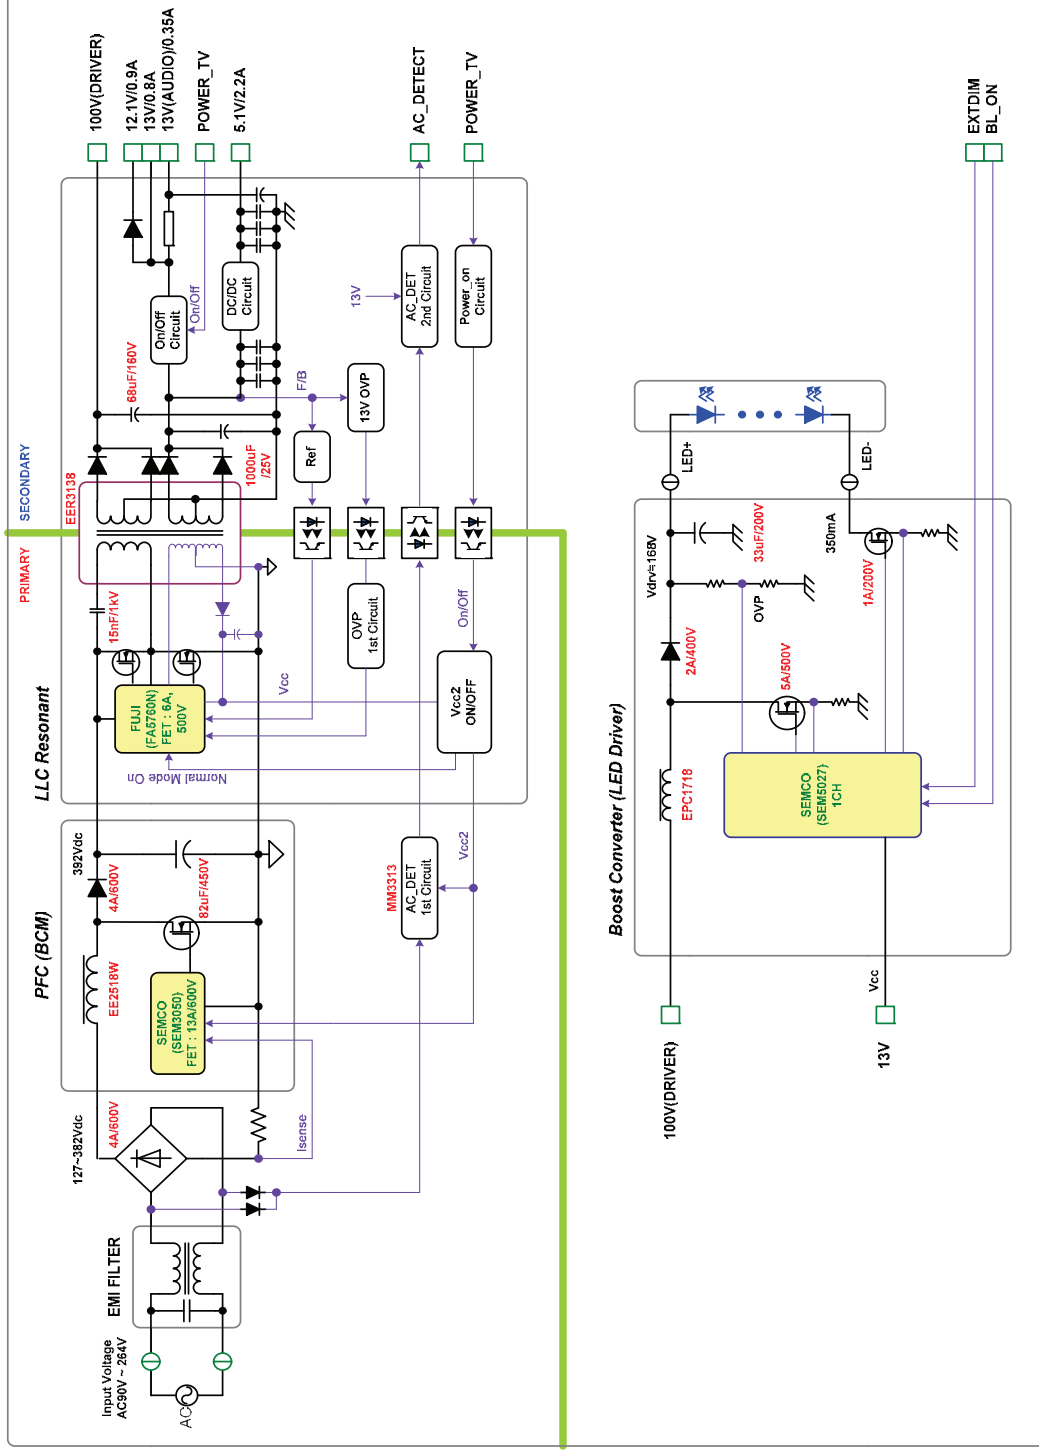 Input Voltage
AC90V ~ 264V
AC
EMI FILTER
127~382Vdc
4A/600V
Isense
PFC (BCM)
EE2518W
SEMCO
(SEM3050)
FET : 13A/600V
392Vdc
4A/600V
82uF/450V
MM3313
AC_DET
1st Circuit
Vcc2
LLC Resonant
PRIMARY
SECONDARY
FUJI
(FA5760N)
FET : 6A,
500V
Normal Mode On
15nF/1kV
Vcc
Vcc2
ON/OFF
On/Off
OVP
1st Circuit
EER3138
1000uF
/25V
68uF/160V
Ref
F/B
13V OVP
On/Off
Circuit
On/Off
DC/DC
Circuit
13V
AC_DET
2nd Circuit
Power_on
Circuit
100V(DRIVER)
12.1V/0.9A
13V/0.8A
13V(AUDIO)/0.35A
POWER_TV
5.1V/2.2A
AC_DETECT
POWER_TV
Boost Converter (LED Driver)
100V(DRIVER)
13V
Vcc
EPC1718
SEMCO
(SEM5027)
1CH
2A/400V
5A/500V
OVP
Vdrv≒168V
33uF/200V
350mA
1A/200V
LED+
LED-
EXTDIM
BL_ON